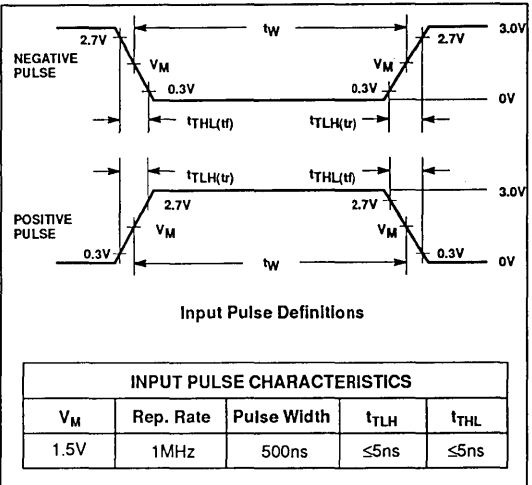 tW
2.7V 2.7V 3.0V
NEGATIVE
PULSE
VM VM
0.3V 0.3V
0V
tTHL(tf) tTLH(tr)
tTLH(tr) tTHL(tf)
3.0V
2.7V 2.7V
POSITIVE
PULSE
VM VM
0.3V 0.3V
tW 0V
Input Pulse Definitions
INPUT PULSE CHARACTERISTICS
VM Rep. Rate Pulse Width tTLH tTHL
1.5V 1MHz 500ns ≤5ns ≤5ns